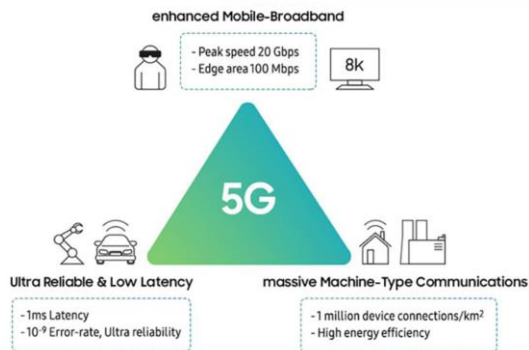 enhanced Mobile-Broadband
- Peak speed 20 Gbps
- Edge area 100 Mbps
8k
5G
Ultra Reliable & Low Latency
- 1ms Latency
- 10⁻⁹ Error-rate, Ultra reliability
massive Machine-Type Communications
- 1 million device connections/km²
- High energy efficiency